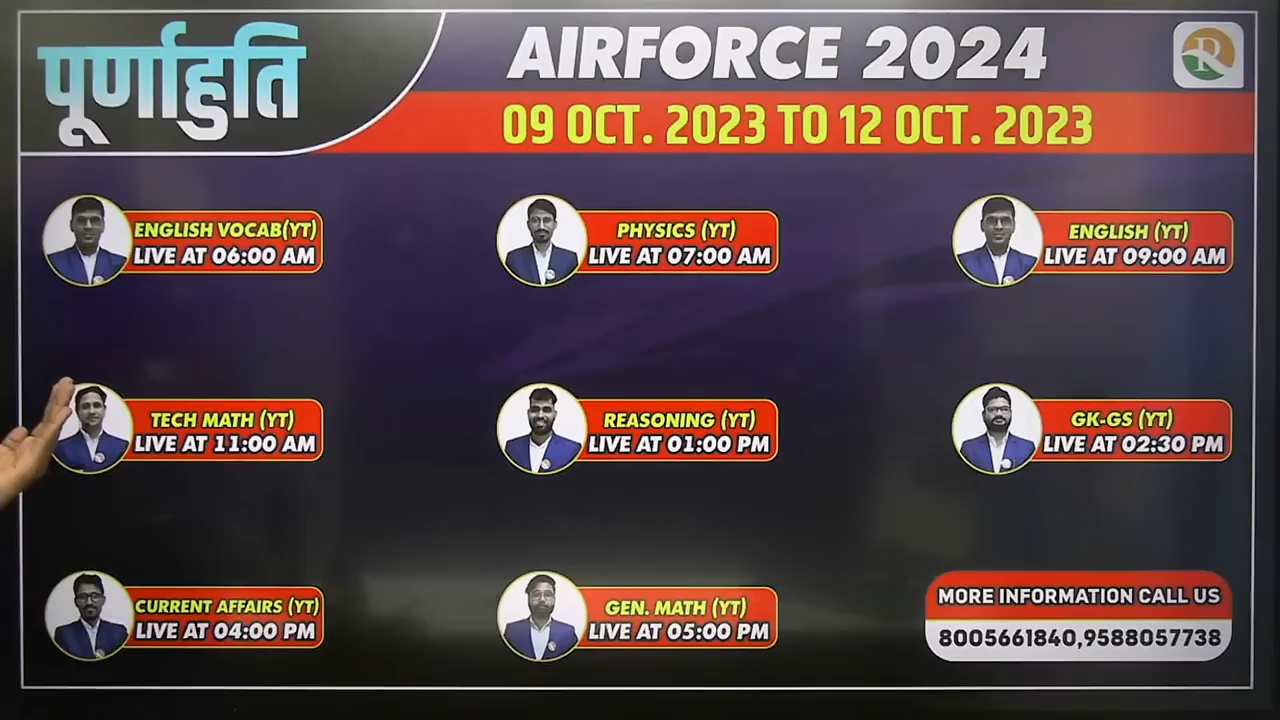 पूर्णाहुति
AIRFORCE 2024
R
09 OCT. 2023 TO 12 OCT. 2023
ENGLISH VOCAB(YT)
LIVE AT 06:00 AM
PHYSICS (YT)
LIVE AT 07:00 AM
ENGLISH (YT)
LIVE AT 09:00 AM
TECH MATH (YT)
LIVE AT 11:00 AM
REASONING (YT)
LIVE AT 01:00 PM
GK-GS (YT)
LIVE AT 02:30 PM
CURRENT AFFAIRS (YT)
LIVE AT 04:00 PM
GEN. MATH (YT)
LIVE AT 05:00 PM
MORE INFORMATION CALL US
8005661840,9588057738